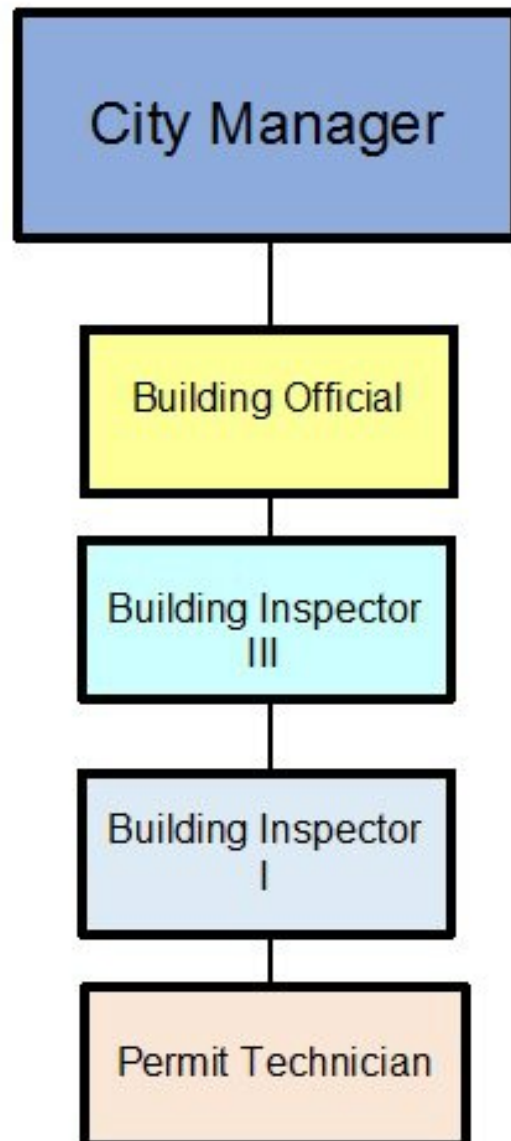 City Manager
Building Official
Building Inspector
III
Building Inspector
I
Permit Technician